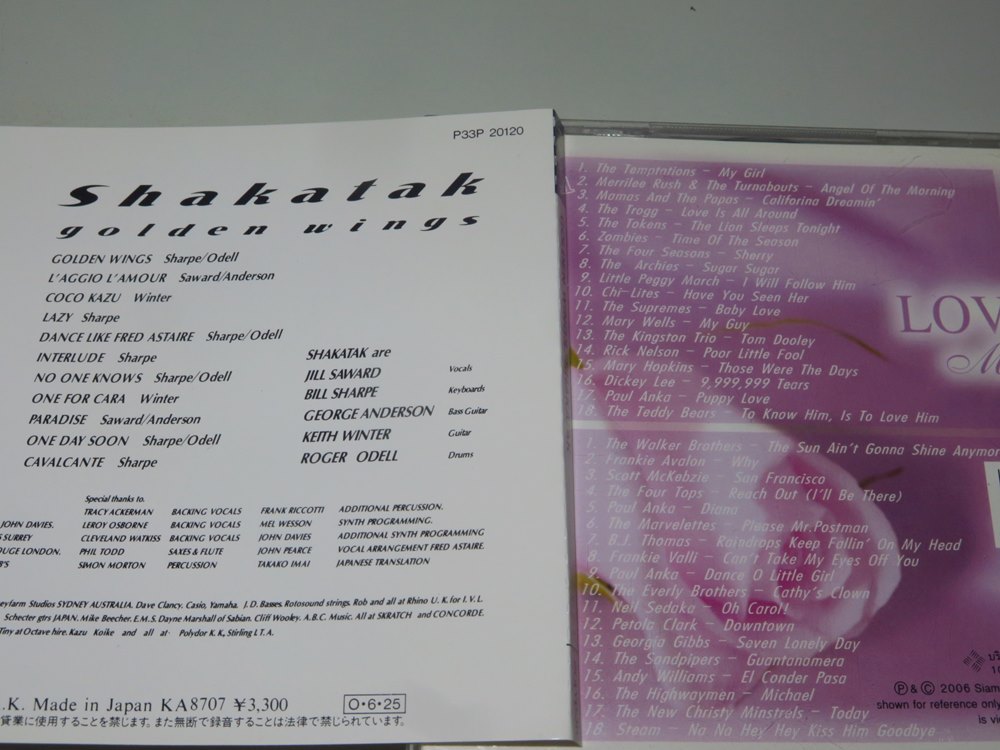 P33P 20120
Shakatak
golden wings
GOLDEN WINGS Sharpe/Odell
L'AGGIO L'AMOUR Saward/Anderson
COCO KAZU Winter
LAZY Sharpe
DANCE LIKE FRED ASTAIRE Sharpe/Odell
INTERLUDE Sharpe
NO ONE KNOWS Sharpe/Odell
ONE FOR CARA Winter
PARADISE Saward/Anderson
ONE DAY SOON Sharpe/Odell
CAVALCANTE Sharpe
SHAKATAK are
JILL SAWARD Vocals
BILL SHARPE Keyboards
GEORGE ANDERSON Bass Guitar
KEITH WINTER Guitar
ROGER ODELL Drums
Special thanks to.
TRACY ACKERMAN BACKING VOCALS FRANK RICCOTTI ADDITIONAL PERCUSSION.
JOHN DAVIES. LEROY OSBORNE BACKING VOCALS MEL WESSON SYNTH PROGRAMMING.
SURREY CLEVELAND WATKISS BACKING VOCALS JOHN DAVIES ADDITIONAL SYNTH PROGRAMMING
LONDON. PHIL TODD SAXES & FLUTE JOHN PEARCE VOCAL ARRANGEMENT FRED ASTAIRE.
SIMON MORTON PERCUSSION TAKAKO IMAI JAPANESE TRANSLATION
eyfarm Studios SYDNEY AUSTRALIA. Dave Clancy. Casio, Yamaha. J.D. Basses. Rotosound strings. Rob and all at Rhino U.K. for I.V.L.
Schecter gtrs JAPAN. Mike Beecher. E.M.S. Dayne Marshall of Sabian. Cliff Wooley. A.B.C. Music. All at SKRATCH and CONCORDE.
Tiny at Octave hire. Kazu Koike and all at Polydor K.K, Stirling I.T.A.
.K. Made in Japan KA8707 ¥3,300 O・6・25
貸業に使用することを禁じます。また無断で録音することは法律で禁じられています。
1. The Temptations - My Girl
2. Merrilee Rush & The Turnabouts - Angel Of The Morning
3. Mamas And The Papas - Califorina Dreamin'
4. The Trogg - Love Is All Around
5. The Tokens - The Lion Sleeps Tonight
6. Zombies - Time Of The Season
7. The Four Seasons - Sherry
8. The Archies - Sugar Sugar
9. Little Peggy March - I Will Follow Him
10. Chi-Lites - Have You Seen Her
11. The Supremes - Baby Love
12. Mary Wells - My Guy
13. The Kingston Trio - Tom Dooley
14. Rick Nelson - Poor Little Fool
15. Mary Hopkins - Those Were The Days
16. Dickey Lee - 9,999,999 Tears
17. Paul Anka - Puppy Love
18. The Teddy Bears - To Know Him, Is To Love Him
LOV
M
1. The Walker Brothers - The Sun Ain't Gonna Shine Anymor
2. Frankie Avalon - Why
3. Scott McKebzie - San Francisco
4. The Four Tops - Reach Out (I'll Be There)
5. Paul Anka - Diana
6. The Marvelettes - Please Mr.Postman
7. B.J. Thomas - Raindrops Keep Fallin' On My Head
8. Frankie Valli - Can't Take My Eyes Off You
9. Paul Anka - Dance O Little Girl
10. The Everly Brothers - Cathy's Clown
11. Neil Sedaka - Oh Carol!
12. Petola Clark - Downtown
13. Georgia Gibbs - Seven Lonely Day
14. The Sandpipers - Guantanamera
15. Andy Williams - El Conder Pasa
16. The Highwaymen - Michael
17. The New Christy Minstrels - Today
18. Stream - Na Na Hey Hey Kiss Him Goodbye
บริ
10
Ⓟ & © 2006 Siam
shown for reference only
is vi